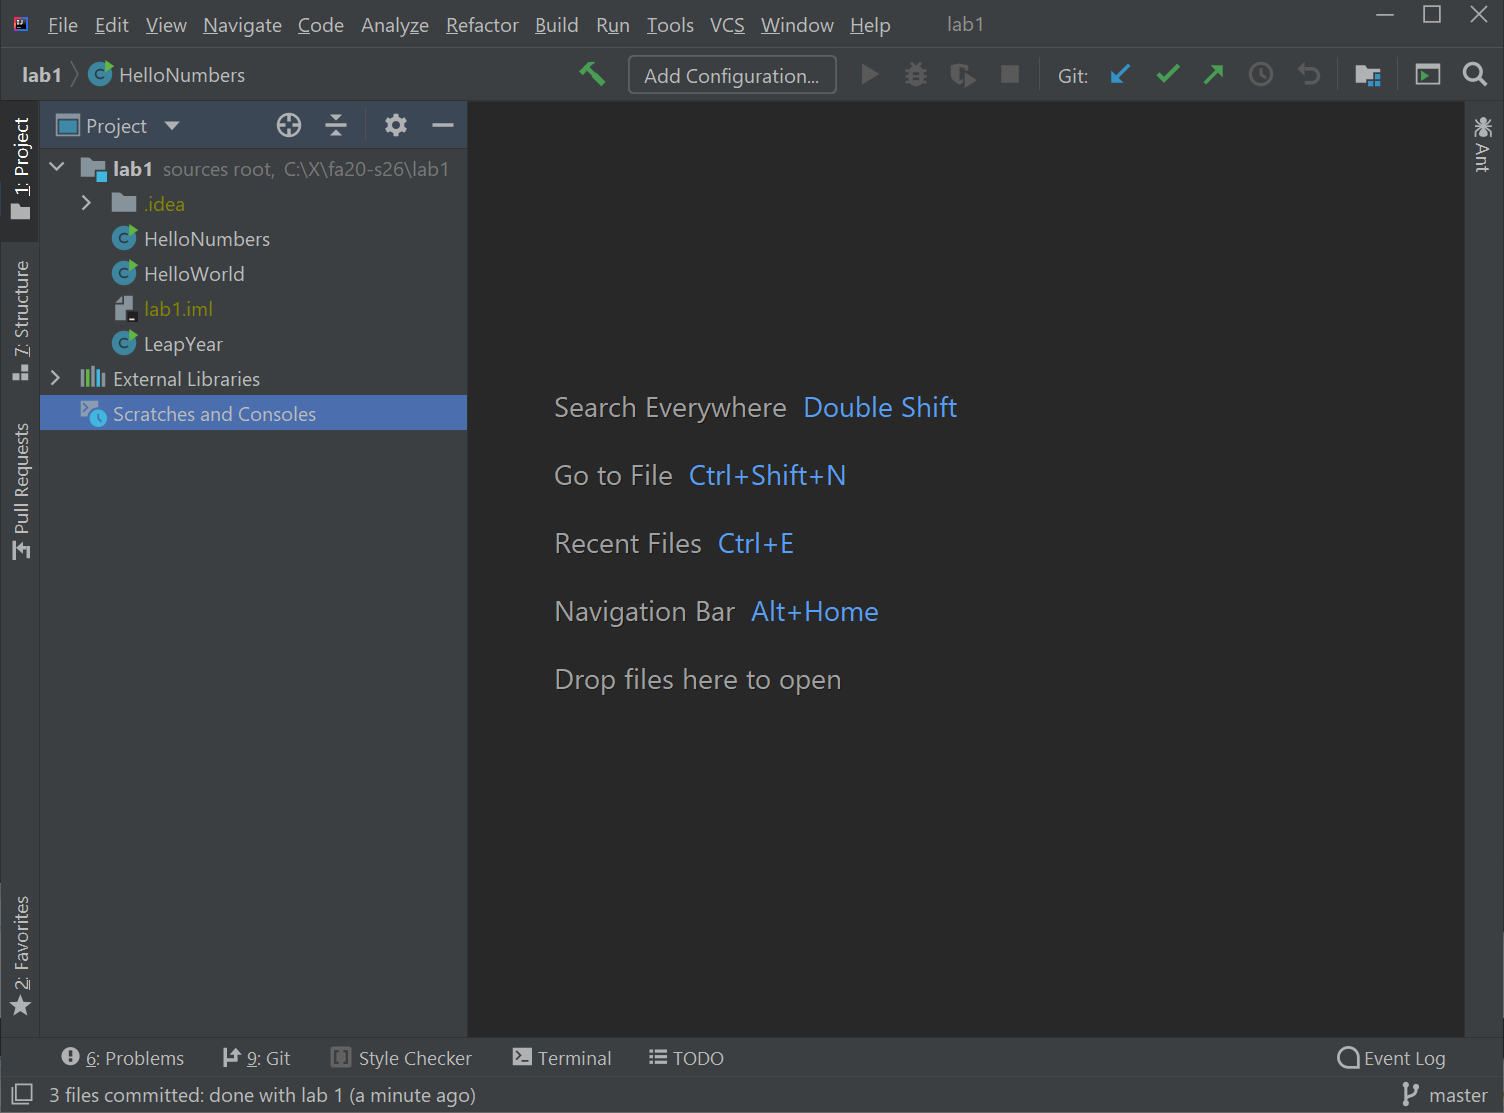 File Edit View Navigate Code Analyze Refactor Build Run Tools VCS Window Help lab1
lab1 HelloNumbers Add Configuration... Git:
Project
lab1 sources root, C:\X\fa20-s26\lab1
.idea
HelloNumbers
HelloWorld
lab1.iml
LeapYear
External Libraries
Scratches and Consoles
1: Project
7: Structure
Pull Requests
2: Favorites
Search Everywhere Double Shift
Go to File Ctrl+Shift+N
Recent Files Ctrl+E
Navigation Bar Alt+Home
Drop files here to open
Ant
6: Problems 9: Git Style Checker Terminal TODO Event Log
3 files committed: done with lab 1 (a minute ago) master